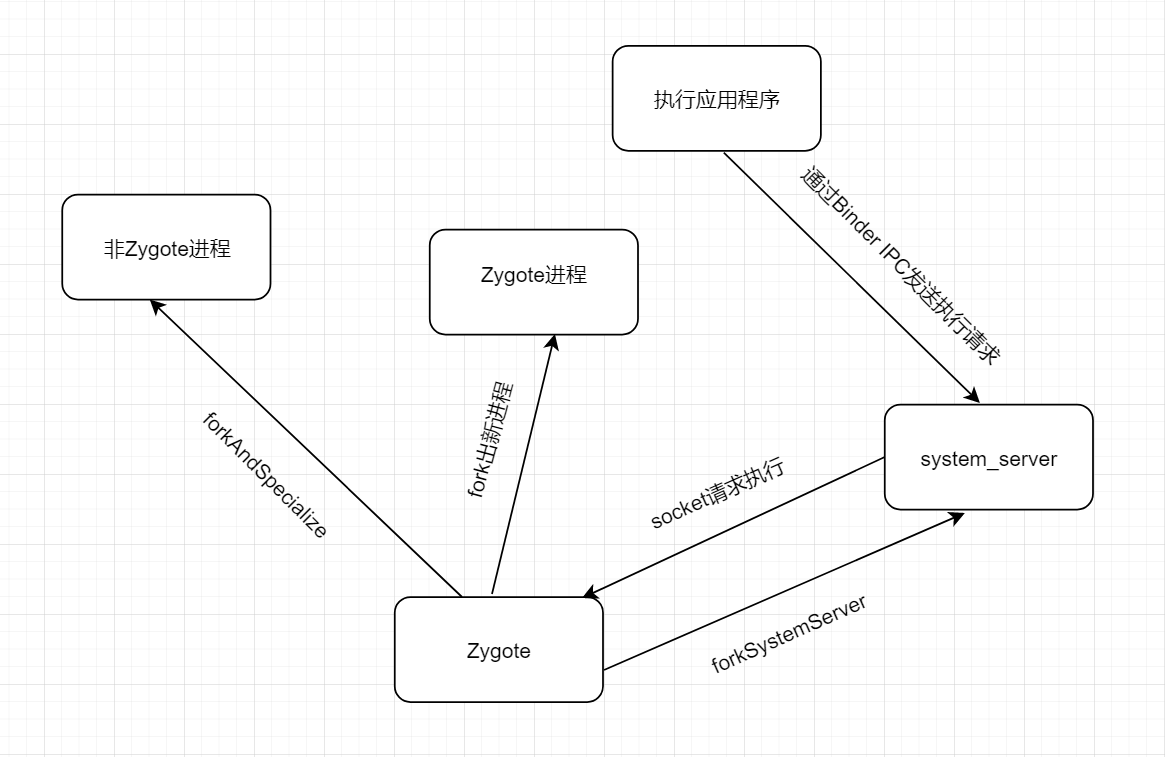 执行应用程序
通过Binder IPC发送执行请求
非Zygote进程
Zygote进程
forkAndSpecialize
fork出新进程
socket请求执行
system_server
forkSystemServer
Zygote